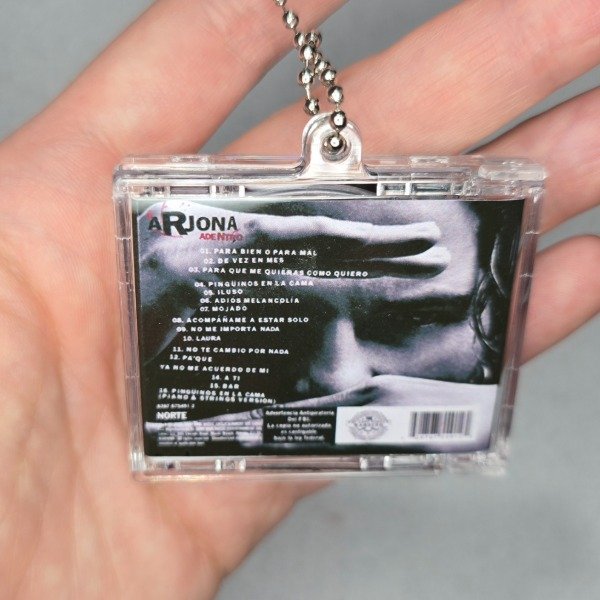 ARJONA
ADENTRO
01. PARA BIEN O PARA MAL
02. DE VEZ EN MES
03. PARA QUE ME QUIERAS COMO QUIERO
04. PINGÜINOS EN LA CAMA
05. ILUSO
06. ADIOS MELANCOLÍA
07. MOJADO
08. ACOMPÁÑAME A ESTAR SOLO
09. NO ME IMPORTA NADA
10. LAURA
11. NO TE CAMBIO POR NADA
12. PA'QUE
YA NO ME ACUERDO DE MI
14. A TI
15. BAR
16. PINGÜINOS EN LA CAMA
(PIANO & STRINGS VERSION)
NORTE
Advertencia Antipiratería
Del FBI.
La copia no autorizada
es castigable
bajo la ley federal.